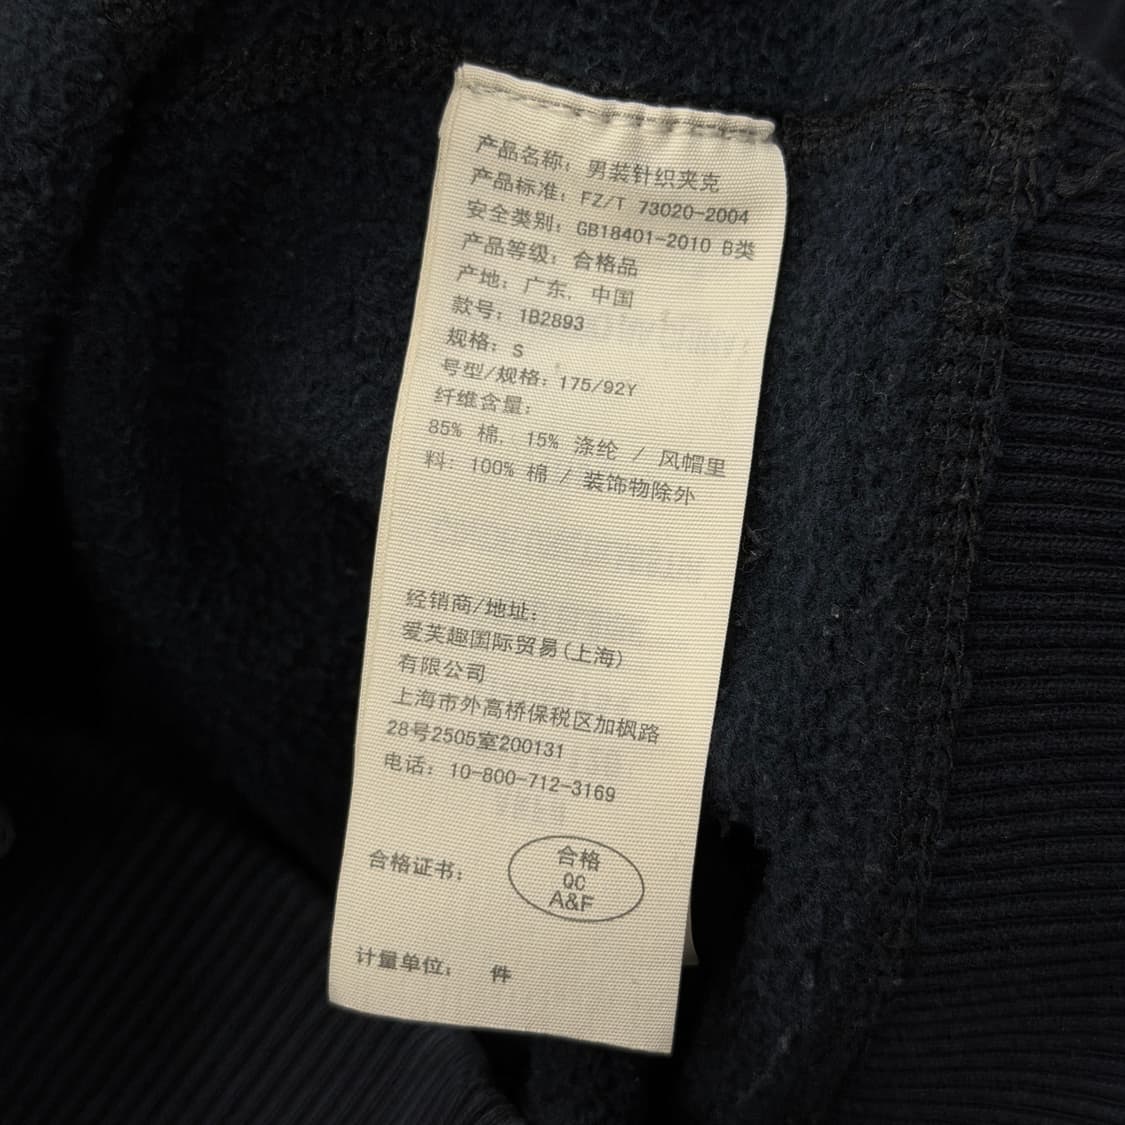 产品名称: 男装针织夹克
产品标准: FZ/T 73020-2004
安全类别: GB18401-2010 B类
产品等级: 合格品
产地: 广东, 中国
款号: 1B2893
规格: S
号型/规格: 175/92Y
纤维含量:
85% 棉, 15% 涤纶 / 风帽里
料: 100% 棉 / 装饰物除外
经销商/地址:
爱芙趣国际贸易(上海)
有限公司
上海市外高桥保税区加枫路
28号2505室200131
电话: 10-800-712-3169
合格证书:
合格
QC
A&F
计量单位: 件